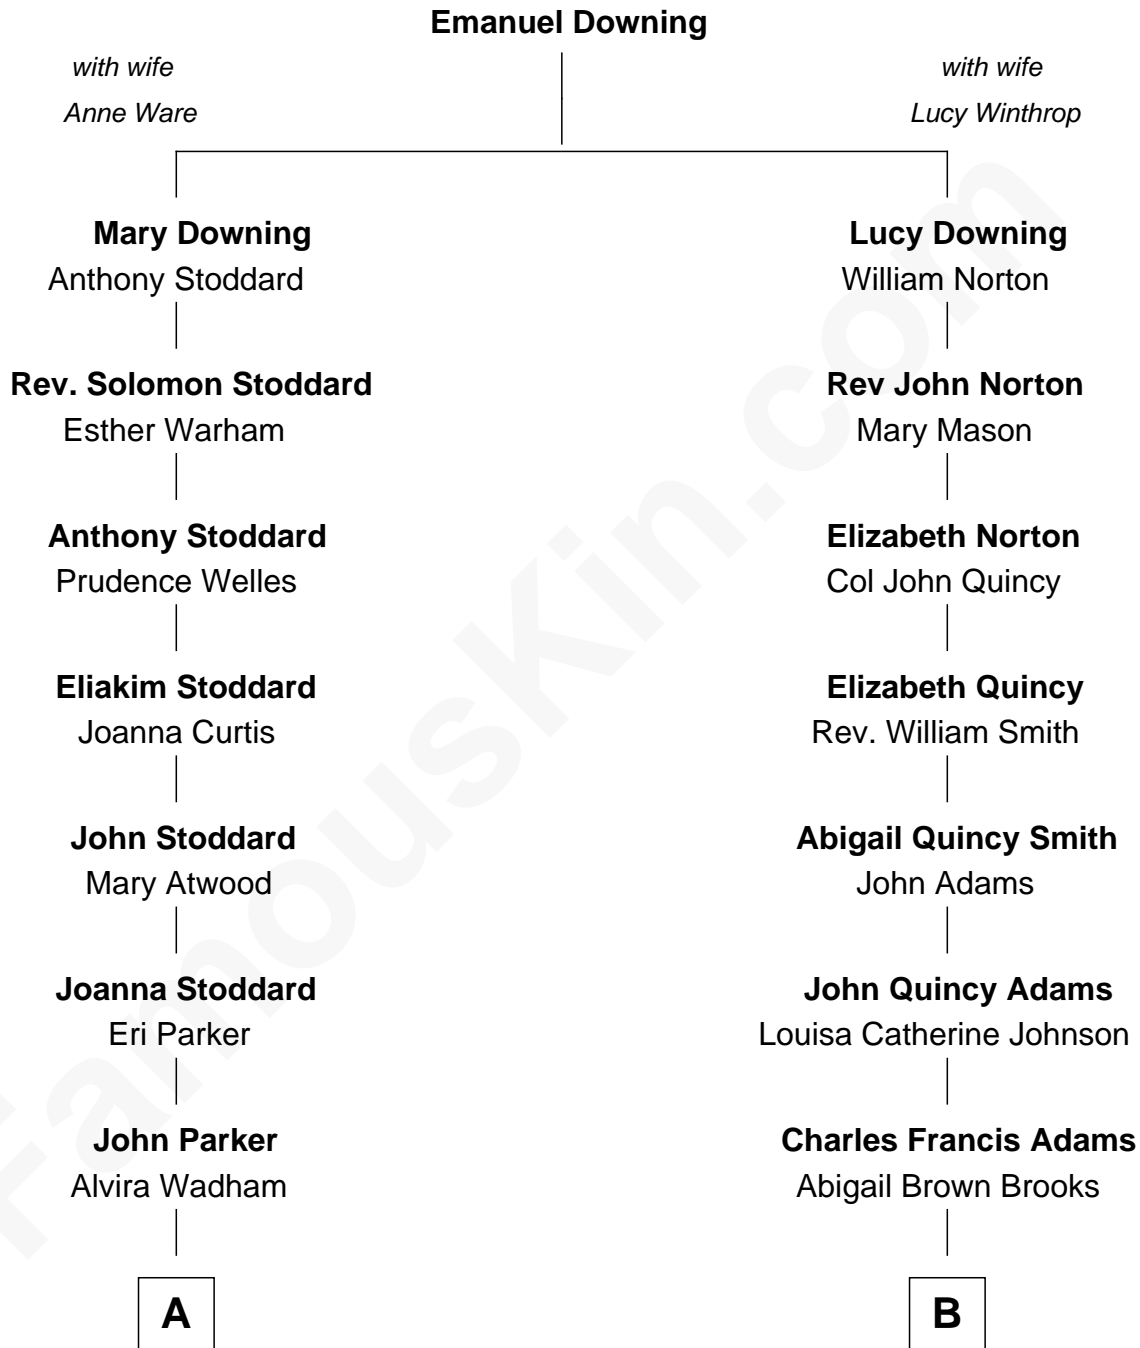 Emanuel Downing
with wife
Anne Ware
with wife
Lucy Winthrop
Mary Downing
Anthony Stoddard
Lucy Downing
William Norton
Rev. Solomon Stoddard
Esther Warham
Rev John Norton
Mary Mason
Anthony Stoddard
Prudence Welles
Elizabeth Norton
Col John Quincy
Eliakim Stoddard
Joanna Curtis
Elizabeth Quincy
Rev. William Smith
John Stoddard
Mary Atwood
Abigail Quincy Smith
John Adams
Joanna Stoddard
Eri Parker
John Quincy Adams
Louisa Catherine Johnson
John Parker
Alvira Wadham
Charles Francis Adams
Abigail Brown Brooks
A
B
FamousKin.com